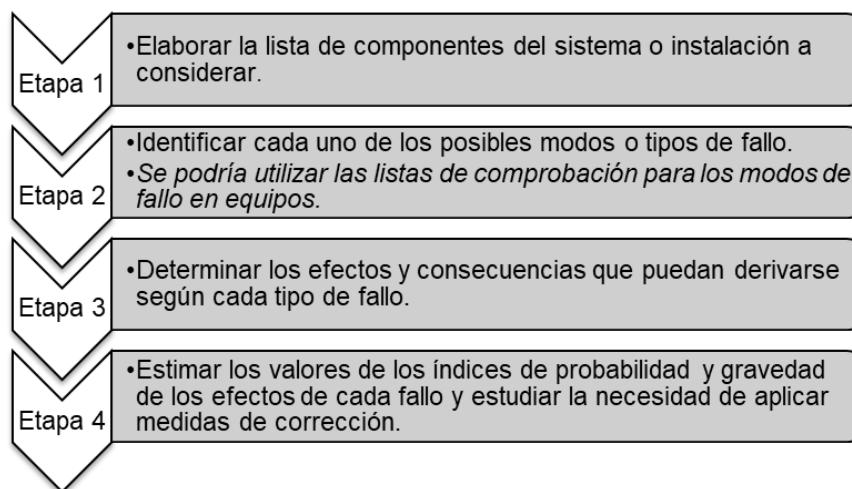 Etapa 1
•Elaborar la lista de componentes del sistema o instalación a
considerar.
Etapa 2
•Identificar cada uno de los posibles modos o tipos de fallo.
•Se podría utilizar las listas de comprobación para los modos de
fallo en equipos.
Etapa 3
•Determinar los efectos y consecuencias que puedan derivarse
según cada tipo de fallo.
Etapa 4
•Estimar los valores de los índices de probabilidad y gravedad
de los efectos de cada fallo y estudiar la necesidad de aplicar
medidas de corrección.